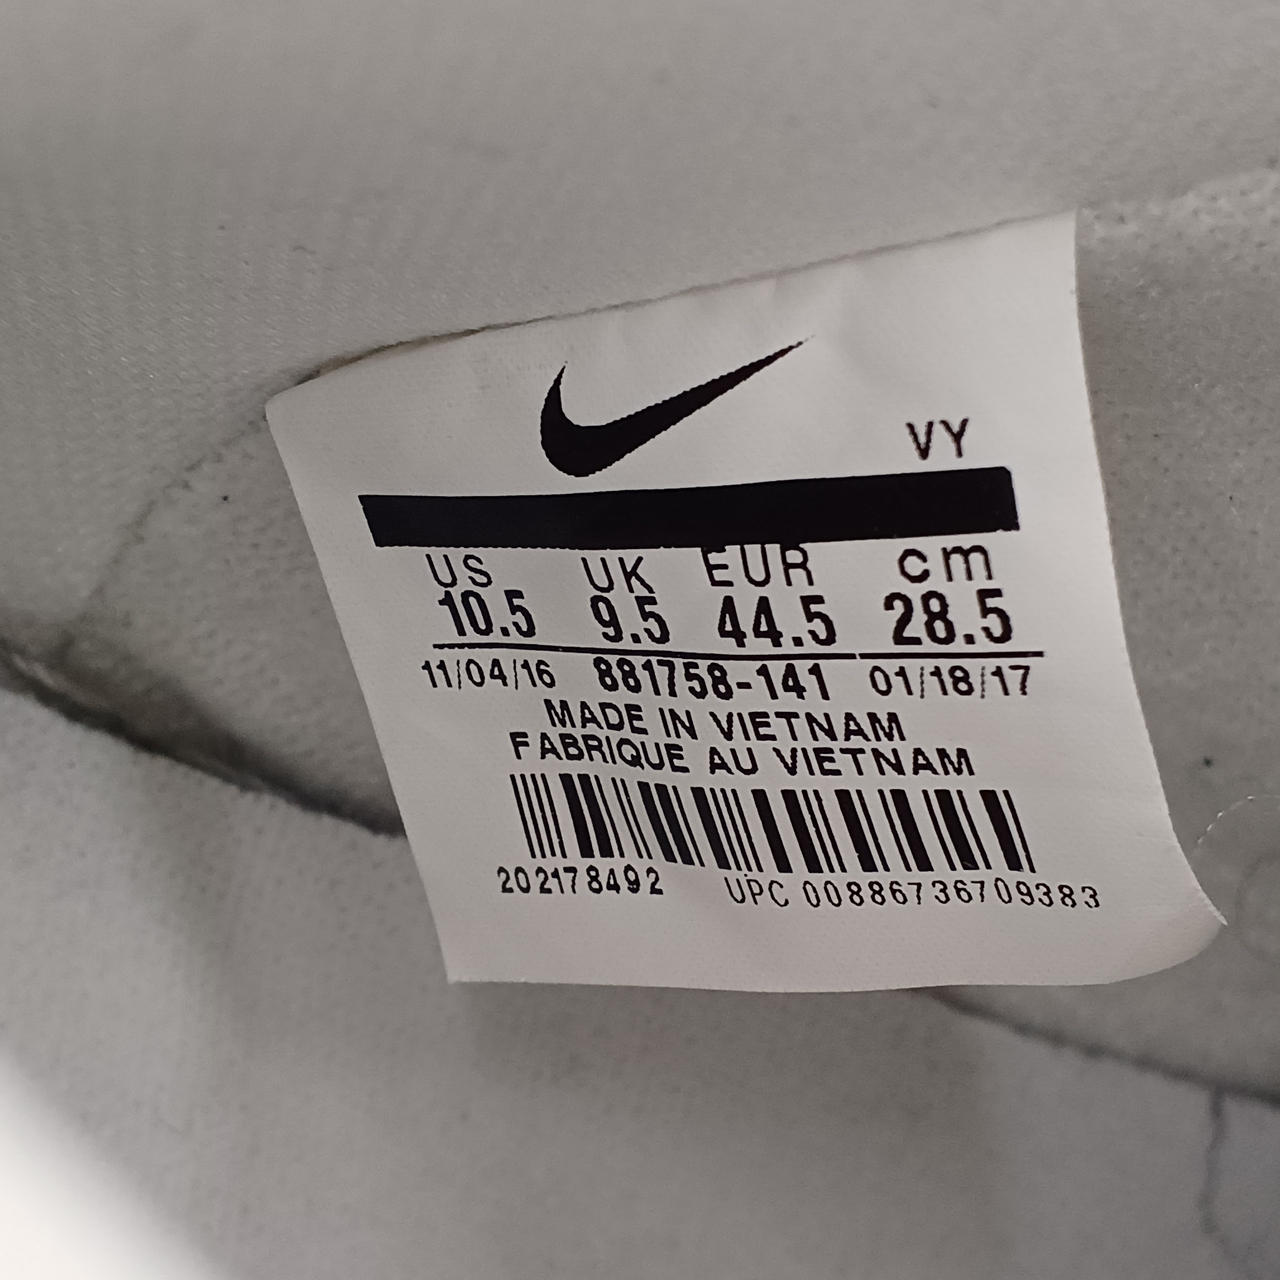 VY
US UK EUR cm
10.5 9.5 44.5 28.5
11/04/16 881758-141 01/18/17
MADE IN VIETNAM
FABRIQUE AU VIETNAM
202178492 UPC 00886736709383